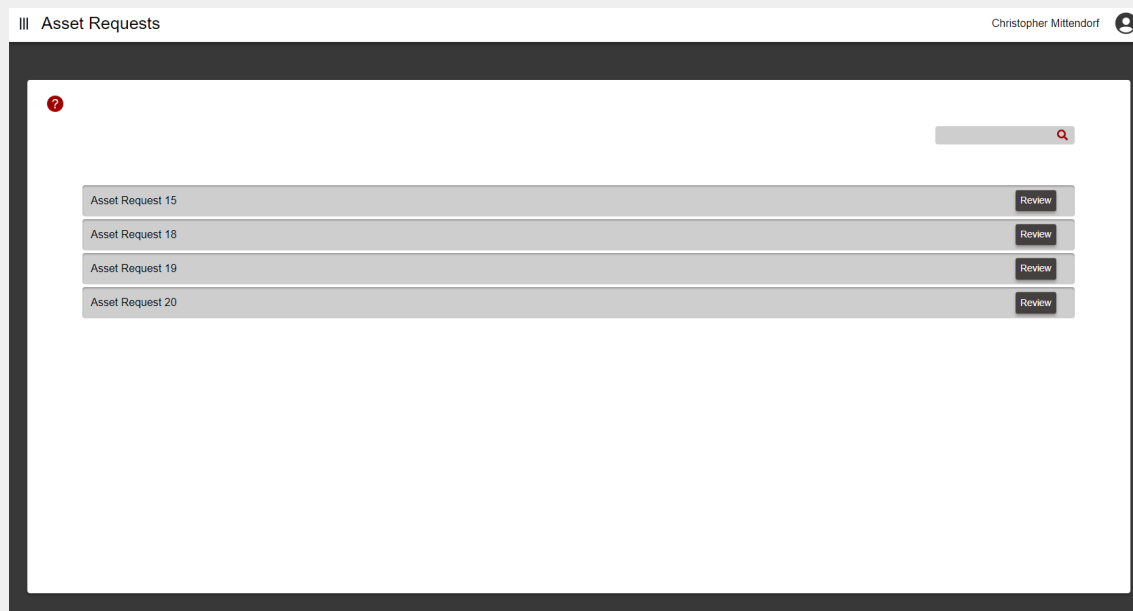 Asset Requests
Christopher Mittendorf
?
Asset Request 15 Review
Asset Request 18 Review
Asset Request 19 Review
Asset Request 20 Review